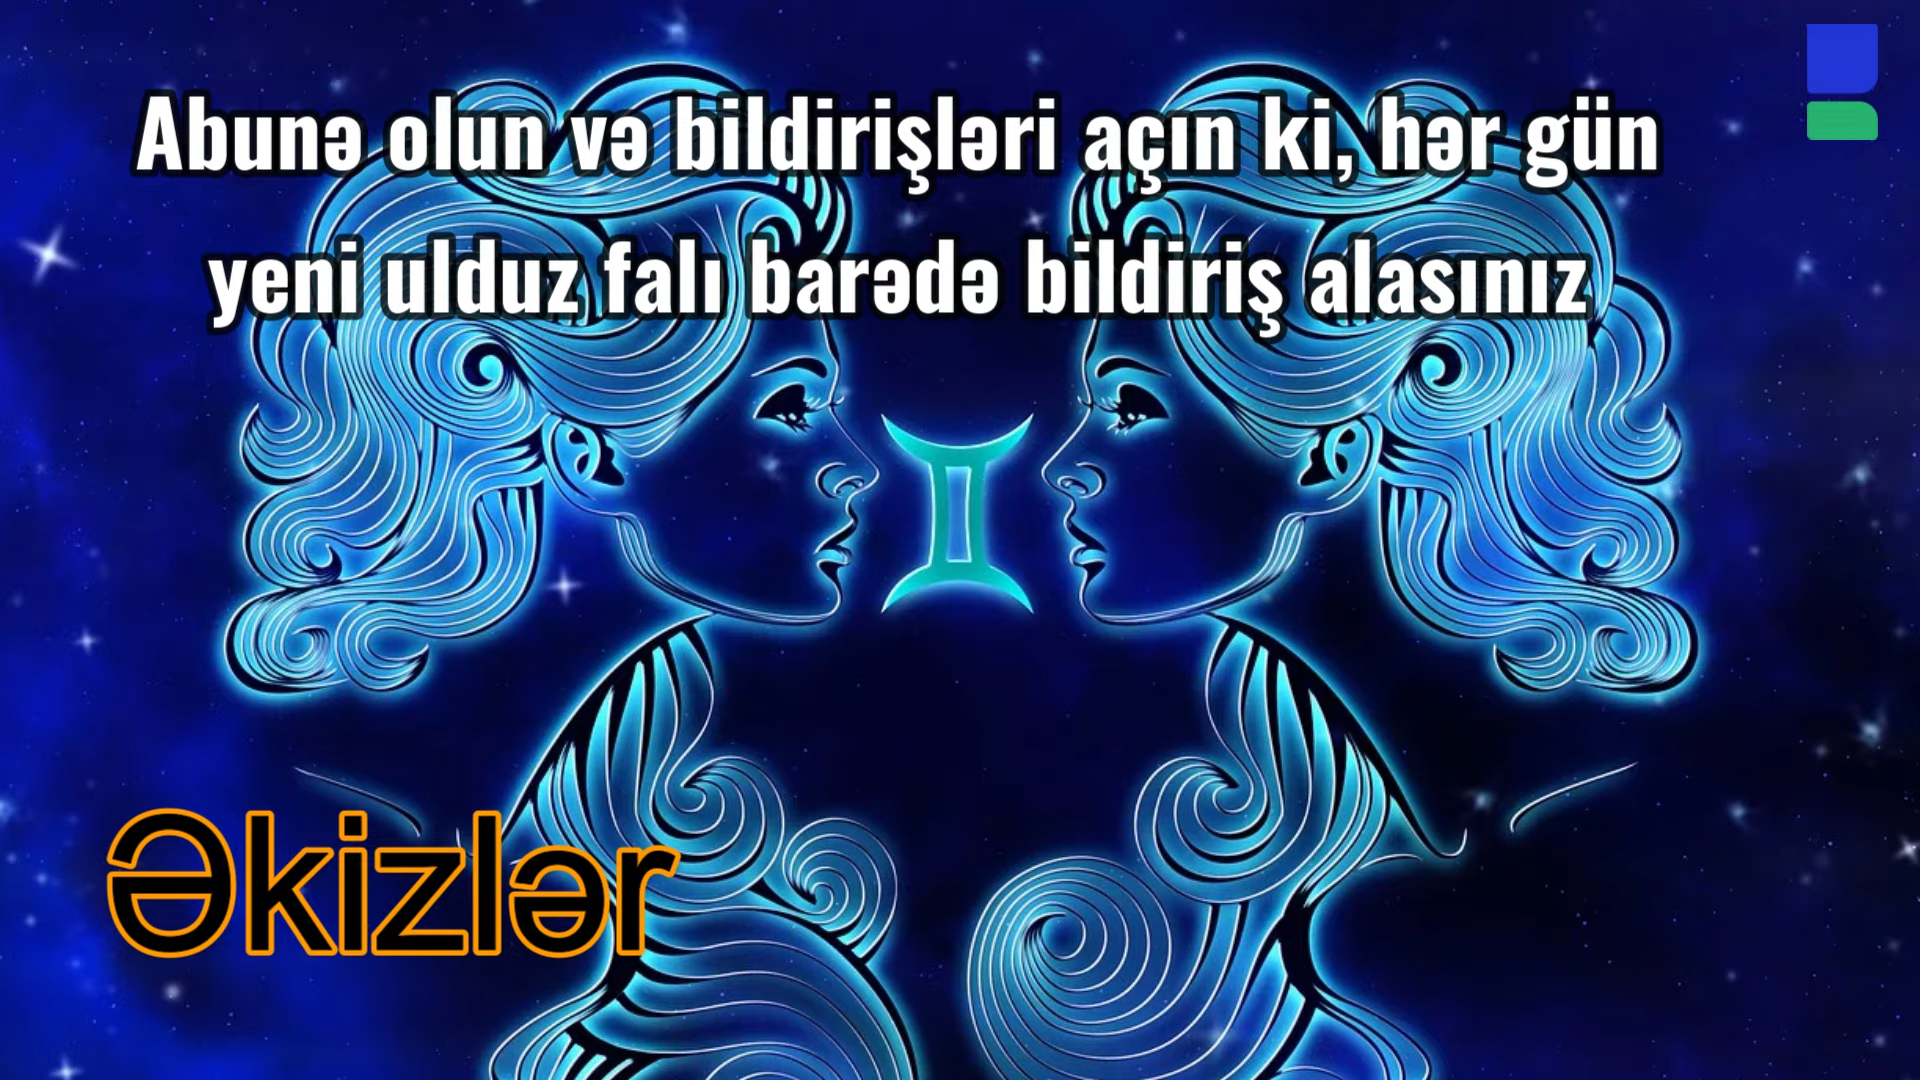 Abunə olun və bildirişləri açın ki, hər gün
yeni ulduz falı barədə bildiriş alasınız
Əkizlər